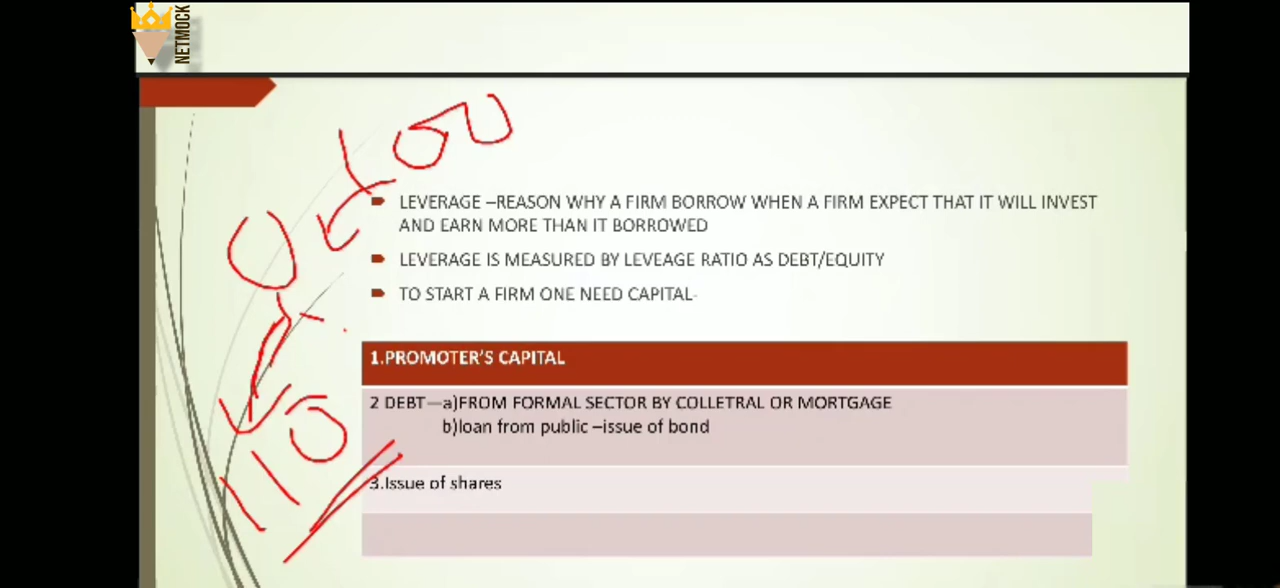 NETMOCK
100
LEVERAGE –REASON WHY A FIRM BORROW WHEN A FIRM EXPECT THAT IT WILL INVEST
AND EARN MORE THAN IT BORROWED
LEVERAGE IS MEASURED BY LEVEAGE RATIO AS DEBT/EQUITY
TO START A FIRM ONE NEED CAPITAL-
1.PROMOTER'S CAPITAL
2 DEBT—a)FROM FORMAL SECTOR BY COLLETRAL OR MORTGAGE
b)loan from public –issue of bond
110
3.Issue of shares